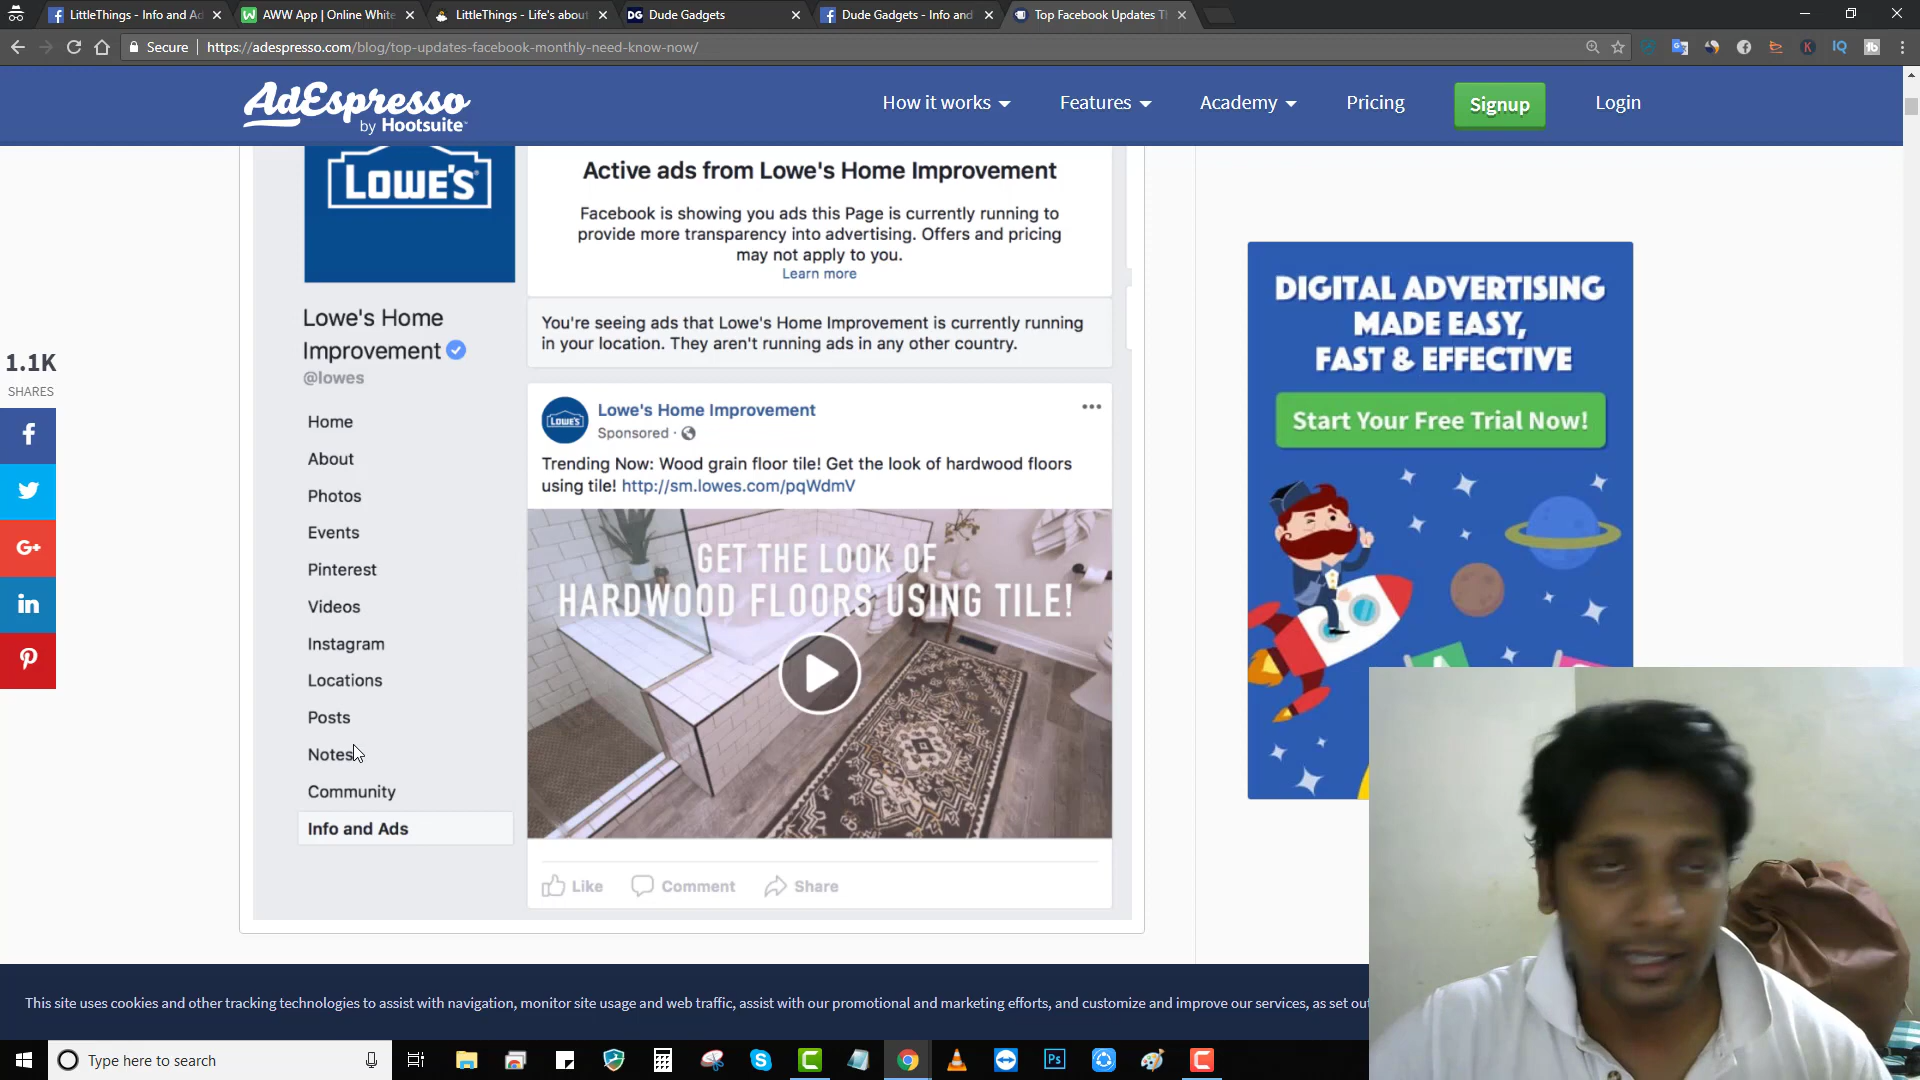 LittleThings - Info and Ad
AWW App | Online White
LittleThings - Life's about
DG Dude Gadgets
Dude Gadgets - Info and
Top Facebook Updates T
Secure
https://adespresso.com/blog/top-updates-facebook-monthly-need-know-now/
AdEspresso
by Hootsuite
How it works
Features
Academy
Pricing
Signup
Login
LOWE'S
Active ads from Lowe's Home Improvement
Facebook is showing you ads this Page is currently running to
provide more transparency into advertising. Offers and pricing
may not apply to you.
Learn more
Lowe's Home
Improvement
@lowes
You're seeing ads that Lowe's Home Improvement is currently running
in your location. They aren't running ads in any other country.
1.1K
SHARES
Home
About
Photos
Events
Pinterest
Videos
Instagram
Locations
Posts
Notes
Community
Info and Ads
LOWE'S
Lowe's Home Improvement
Sponsored
Trending Now: Wood grain floor tile! Get the look of hardwood floors
using tile! http://sm.lowes.com/pqWdmV
GET THE LOOK OF
HARDWOOD FLOORS USING TILE!
Like
Comment
Share
DIGITAL ADVERTISING
MADE EASY,
FAST & EFFECTIVE
Start Your Free Trial Now!
This site uses cookies and other tracking technologies to assist with navigation, monitor site usage and web traffic, assist with our promotional and marketing efforts, and customize and improve our services, as set ou
Type here to search